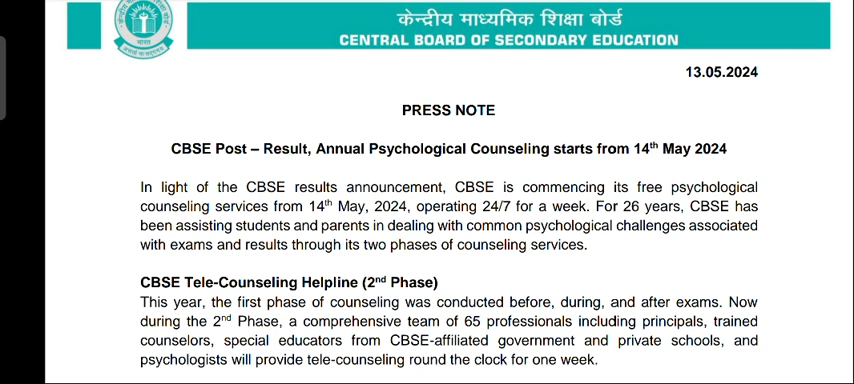 केन्द्रीय माध्यमिक शिक्षा बोर्ड
CENTRAL BOARD OF SECONDARY EDUCATION
भारत
13.05.2024
PRESS NOTE
CBSE Post – Result, Annual Psychological Counseling starts from 14th May 2024
In light of the CBSE results announcement, CBSE is commencing its free psychological
counseling services from 14th May, 2024, operating 24/7 for a week. For 26 years, CBSE has
been assisting students and parents in dealing with common psychological challenges associated
with exams and results through its two phases of counseling services.
CBSE Tele-Counseling Helpline (2nd Phase)
This year, the first phase of counseling was conducted before, during, and after exams. Now
during the 2nd Phase, a comprehensive team of 65 professionals including principals, trained
counselors, special educators from CBSE-affiliated government and private schools, and
psychologists will provide tele-counseling round the clock for one week.